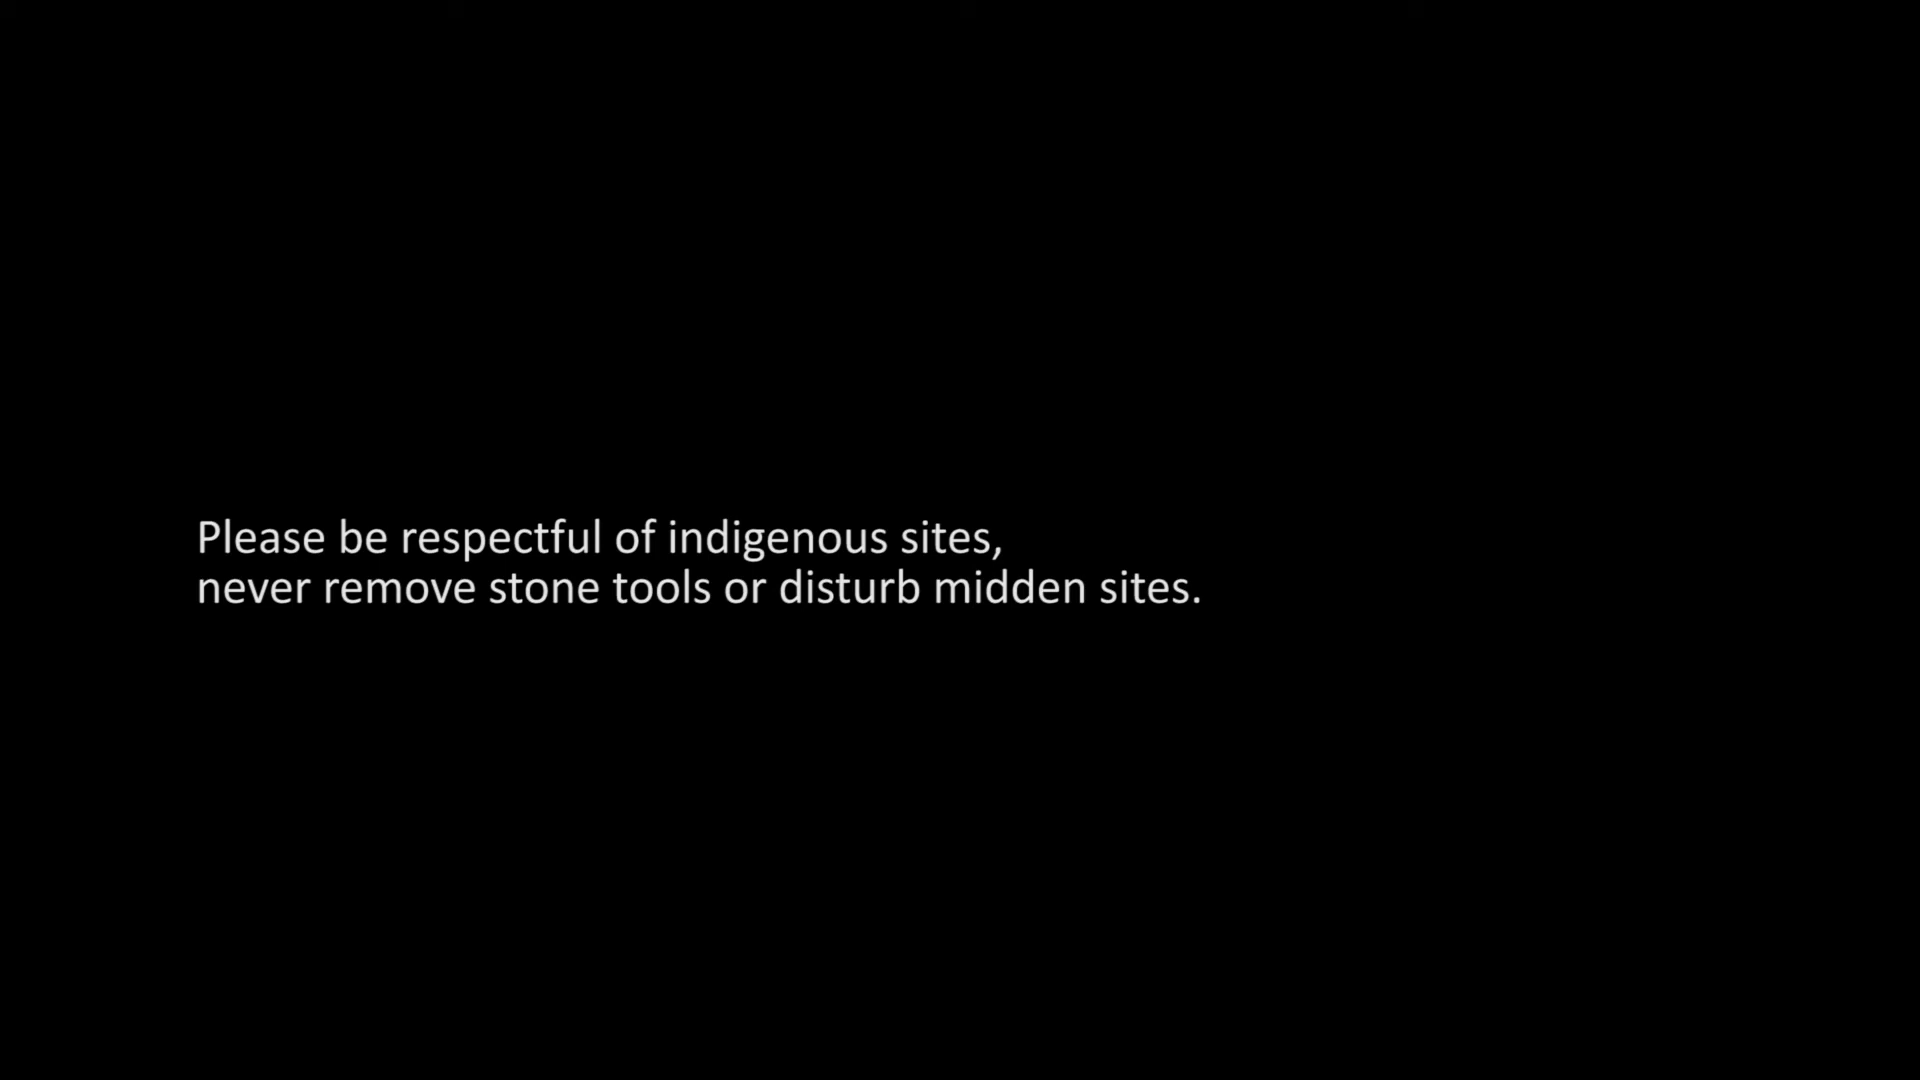 Please be respectful of indigenous sites,
never remove stone tools or disturb midden sites.